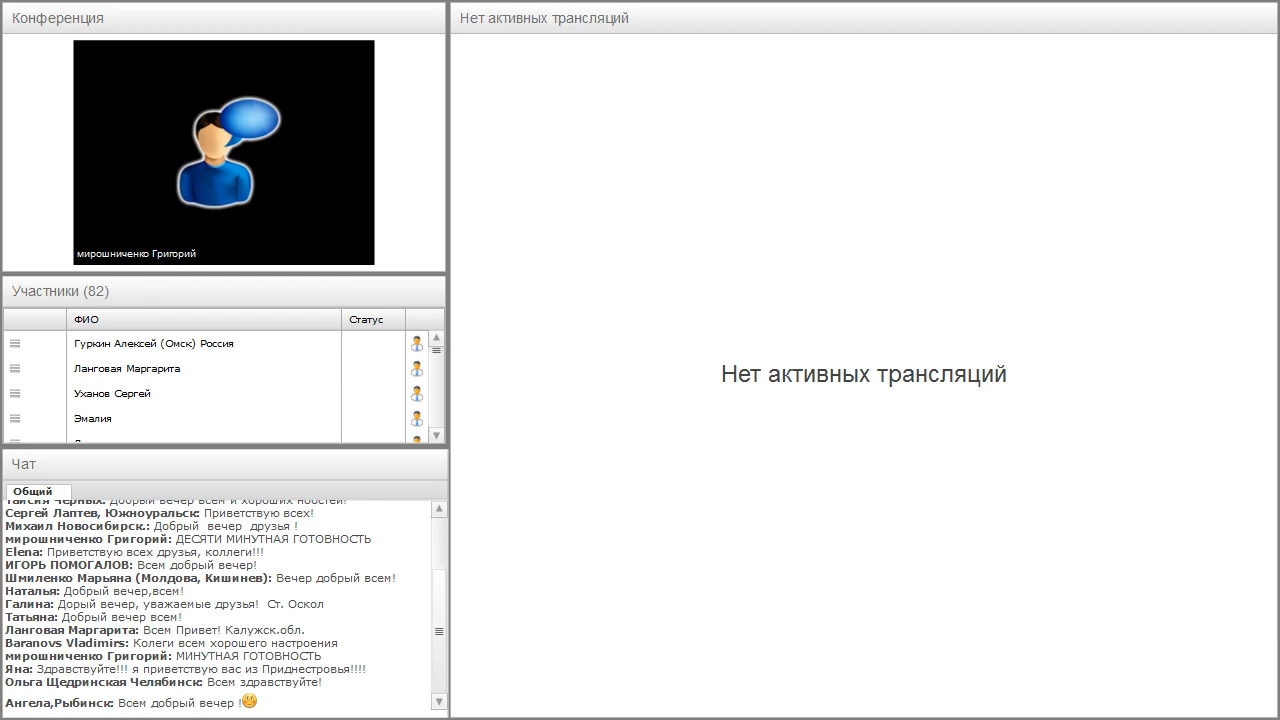 Конференция
мирошниченко Григорий
Участники (82)
ФИО Статус
Гуркин Алексей (Омск) Россия
Ланговая Маргарита
Уханов Сергей
Эмалия
Чат
Общий
Таисия Черных: Добрый вечер всем и хороших
Сергей Лаптев, Южноуральск: Приветствую всех!
Михаил Новосибирск.: Добрый вечер друзья !
мирошниченко Григорий: ДЕСЯТИ МИНУТНАЯ ГОТОВНОСТЬ
Elena: Приветствую всех друзья, коллеги!!!
ИГОРЬ ПОМОГАЛОВ: Всем добрый вечер!
Шмиленко Марьяна (Молдова, Кишинев): Вечер добрый всем!
Наталья: Добрый вечер,всем!
Галина: Дорый вечер, уважаемые друзья! Ст. Оскол
Татьяна: Добрый вечер всем!
Ланговая Маргарита: Всем Привет! Калужск.обл.
Baranovs Vladimirs: Колеги всем хорошего настроения
мирошниченко Григорий: МИНУТНАЯ ГОТОВНОСТЬ
Яна: Здравствуйте!!! я приветствую вас из Приднестровья!!!!
Ольга Щедринская Челябинск: Всем здравствуйте!
Ангела,Рыбинск: Всем добрый вечер !
Нет активных трансляций
Нет активных трансляций